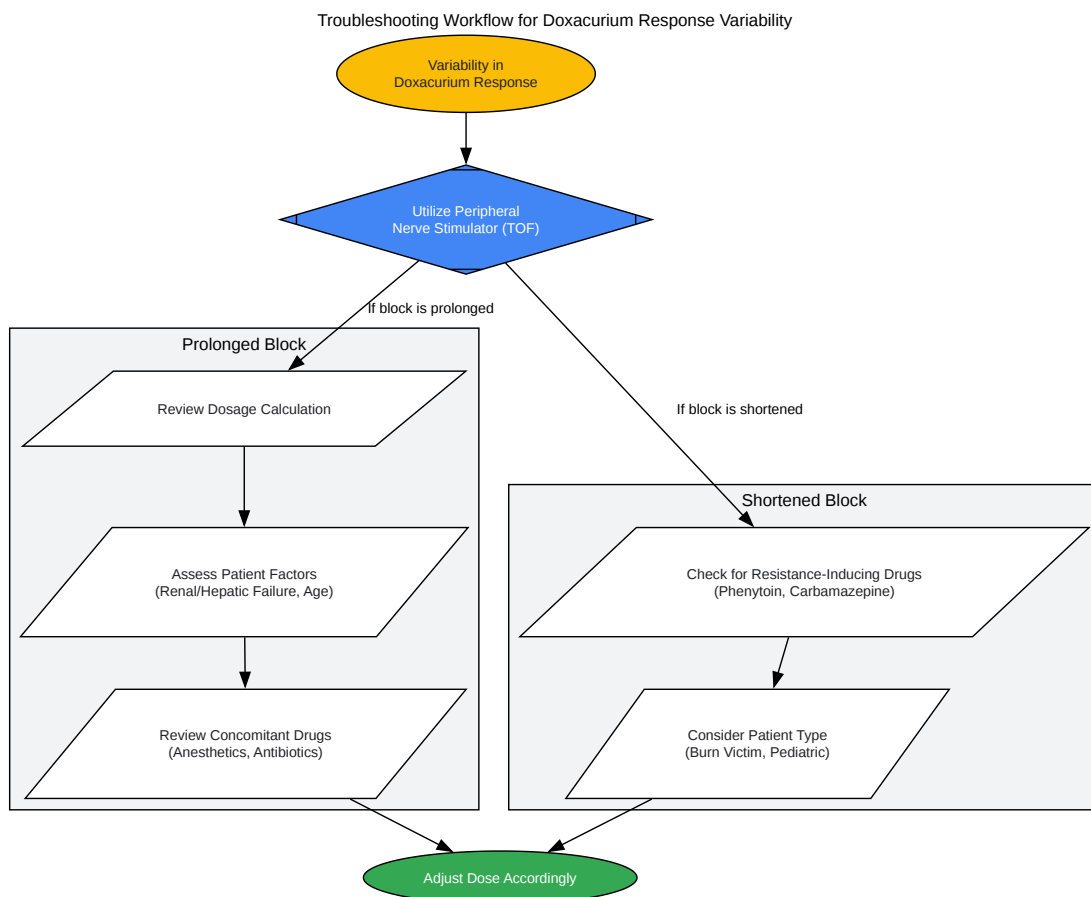 Troubleshooting Workflow for Doxacurium Response Variability
Variability in
Doxacurium Response
Utilize Peripheral
Nerve Stimulator (TOF)
If block is prolonged
Prolonged Block
Review Dosage Calculation
Assess Patient Factors
(Renal/Hepatic Failure, Age)
Review Concomitant Drugs
(Anesthetics, Antibiotics)
If block is shortened
Shortened Block
Check for Resistance-Inducing Drugs
(Phenytoin, Carbamazepine)
Consider Patient Type
(Burn Victim, Pediatric)
Adjust Dose Accordingly